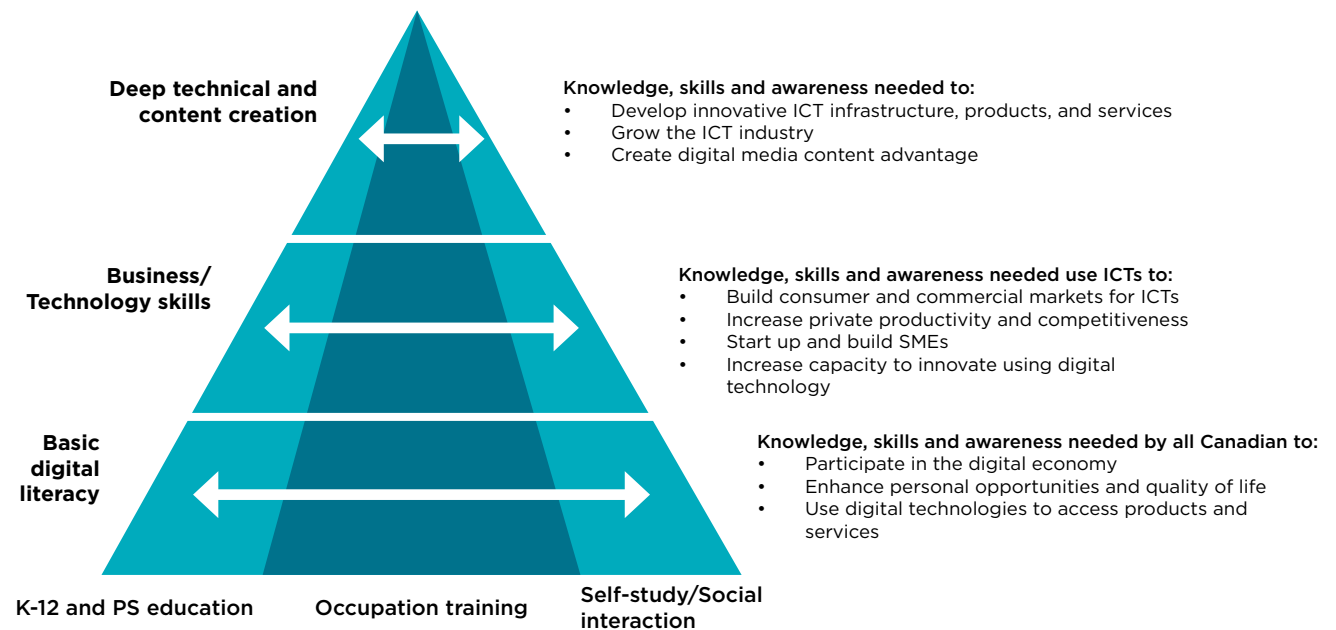 Deep technical and
content creation
Knowledge, skills and awareness needed to:
• Develop innovative ICT infrastructure, products, and services
• Grow the ICT industry
• Create digital media content advantage
Business/
Technology skills
Knowledge, skills and awareness needed use ICTs to:
• Build consumer and commercial markets for ICTs
• Increase private productivity and competitiveness
• Start up and build SMEs
• Increase capacity to innovate using digital
technology
Basic
digital
literacy
Knowledge, skills and awareness needed by all Canadian to:
• Participate in the digital economy
• Enhance personal opportunities and quality of life
• Use digital technologies to access products and
services
K-12 and PS education
Occupation training
Self-study/Social
interaction